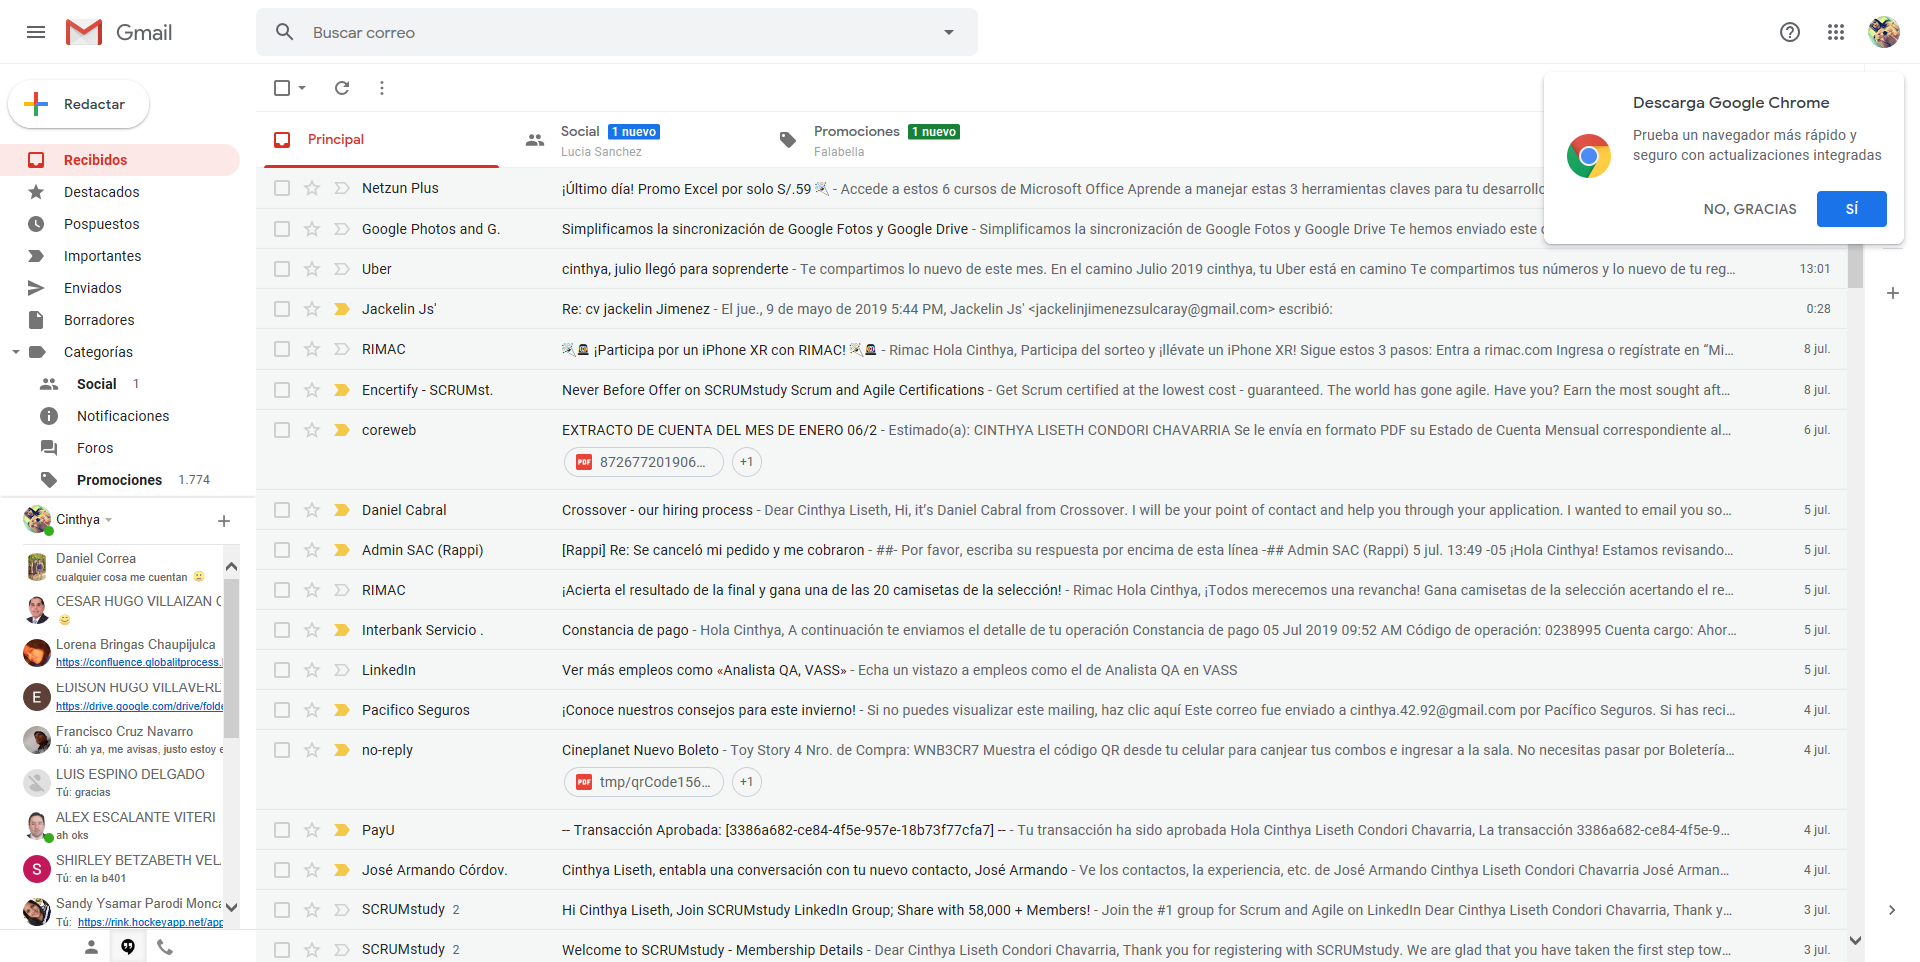 Gmail
Buscar correo
Redactar
Recibidos
Destacados
Pospuestos
Importantes
Enviados
Borradores
Categorías
Social 1
Notificaciones
Foros
Promociones 1.774
Cinthya
Daniel Correa
cualquier cosa me cuentan 🙂
CESAR HUGO VILLAIZAN C
😊
Lorena Bringas Chaupijulca
https://confluence.globalitprocess.
EDISON HUGO VILLAVERD
https://drive.google.com/drive/folde
Francisco Cruz Navarro
Tú: ah ya, me avisas, justo estoy e
LUIS ESPINO DELGADO
Tú: gracias
ALEX ESCALANTE VITERI
ah oks
SHIRLEY BETZABETH VEL
Tú: en la b401
Sandy Ysamar Parodi Monca
Tú: https://rink.hockeyapp.net/app
Principal
Social 1 nuevo
Lucia Sanchez
Promociones 1 nuevo
Falabella
Descarga Google Chrome
Prueba un navegador más rápido y
seguro con actualizaciones integradas
NO, GRACIAS SÍ
Netzun Plus ¡Último día! Promo Excel por solo S/.59 - Accede a estos 6 cursos de Microsoft Office Aprende a manejar estas 3 herramientas claves para tu desarrollo
Google Photos and G. Simplificamos la sincronización de Google Fotos y Google Drive - Simplificamos la sincronización de Google Fotos y Google Drive Te hemos enviado este
Uber cinthya, julio llegó para soprenderte - Te compartimos lo nuevo de este mes. En el camino Julio 2019 cinthya, tu Uber está en camino Te compartimos tus números y lo nuevo de tu reg... 13:01
Jackelin Js' Re: cv jackelin Jimenez - El jue., 9 de mayo de 2019 5:44 PM, Jackelin Js' <jackelinjimenezsulcaray@gmail.com> escribió: 0:28
RIMAC ¡Participa por un iPhone XR con RIMAC! - Rimac Hola Cinthya, Participa del sorteo y ¡llévate un iPhone XR! Sigue estos 3 pasos: Entra a rimac.com Ingresa o regístrate en “Mi... 8 jul.
Encertify - SCRUMst. Never Before Offer on SCRUMstudy Scrum and Agile Certifications - Get Scrum certified at the lowest cost - guaranteed. The world has gone agile. Have you? Earn the most sought aft... 8 jul.
coreweb EXTRACTO DE CUENTA DEL MES DE ENERO 06/2 - Estimado(a): CINTHYA LISETH CONDORI CHAVARRIA Se le envía en formato PDF su Estado de Cuenta Mensual correspondiente al... 6 jul.
PDF 872677201906... +1
Daniel Cabral Crossover - our hiring process - Dear Cinthya Liseth, Hi, it’s Daniel Cabral from Crossover. I will be your point of contact and help you through your application. I wanted to email you so... 5 jul.
Admin SAC (Rappi) [Rappi] Re: Se canceló mi pedido y me cobraron - ##- Por favor, escriba su respuesta por encima de esta línea -## Admin SAC (Rappi) 5 jul. 13:49 -05 ¡Hola Cinthya! Estamos revisando... 5 jul.
RIMAC ¡Acierta el resultado de la final y gana una de las 20 camisetas de la selección! - Rimac Hola Cinthya, ¡Todos merecemos una revancha! Gana camisetas de la selección acertando el re... 5 jul.
Interbank Servicio . Constancia de pago - Hola Cinthya, A continuación te enviamos el detalle de tu operación Constancia de pago 05 Jul 2019 09:52 AM Código de operación: 0238995 Cuenta cargo: Ahor... 5 jul.
LinkedIn Ver más empleos como «Analista QA, VASS» - Echa un vistazo a empleos como el de Analista QA en VASS 5 jul.
Pacifico Seguros ¡Conoce nuestros consejos para este invierno! - Si no puedes visualizar este mailing, haz clic aquí Este correo fue enviado a cinthya.42.92@gmail.com por Pacífico Seguros. Si has reci... 4 jul.
no-reply Cineplanet Nuevo Boleto - Toy Story 4 Nro. de Compra: WNB3CR7 Muestra el código QR desde tu celular para canjear tus combos e ingresar a la sala. No necesitas pasar por Boletería... 4 jul.
PDF tmp/qrCode156... +1
PayU -- Transacción Aprobada: [3386a682-ce84-4f5e-957e-18b73f77cfa7] -- - Tu transacción ha sido aprobada Hola Cinthya Liseth Condori Chavarria, La transacción 3386a682-ce84-4f5e-9... 4 jul.
José Armando Córdov. Cinthya Liseth, entabla una conversación con tu nuevo contacto, José Armando - Ve los contactos, la experiencia, etc. de José Armando Cinthya Liseth Condori Chavarria José Arman... 4 jul.
SCRUMstudy 2 Hi Cinthya Liseth, Join SCRUMstudy LinkedIn Group; Share with 58,000 + Members! - Join the #1 group for Scrum and Agile on LinkedIn Dear Cinthya Liseth Condori Chavarria, Thank y... 3 jul.
SCRUMstudy 2 Welcome to SCRUMstudy - Membership Details - Dear Cinthya Liseth Condori Chavarria, Thank you for registering with SCRUMstudy. We are glad that you have taken the first step tow... 3 jul.